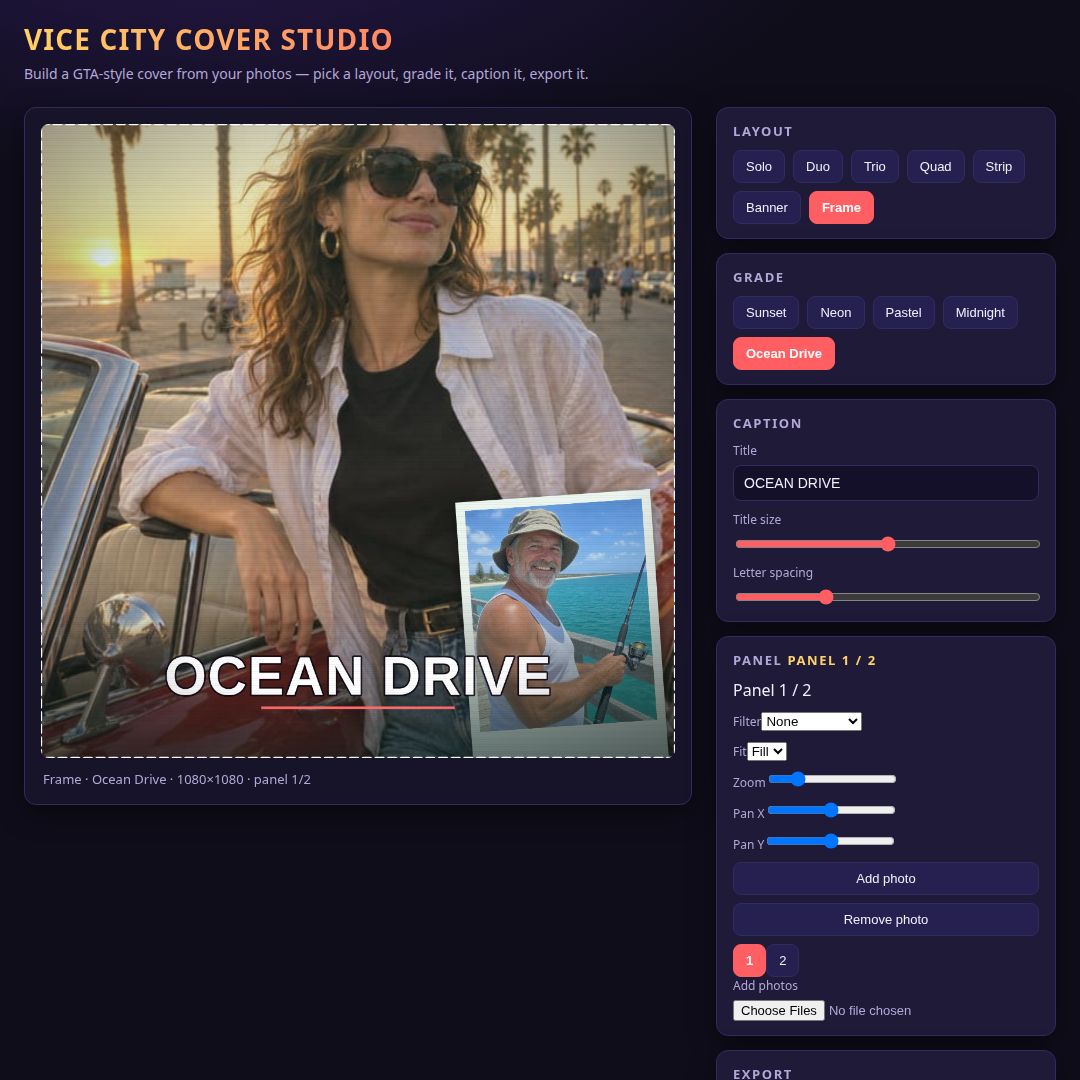 VICE CITY COVER STUDIO
Build a GTA-style cover from your photos — pick a layout, grade it, caption it, export it.
OCEAN DRIVE
Frame · Ocean Drive · 1080×1080 · panel 1/2
LAYOUT
Solo Duo Trio Quad Strip
Banner Frame
GRADE
Sunset Neon Pastel Midnight
Ocean Drive
CAPTION
Title
OCEAN DRIVE
Title size
Letter spacing
PANEL PANEL 1 / 2
Panel 1 / 2
Filter None
Fit Fill
Zoom
Pan X
Pan Y
Add photo
Remove photo
1 2
Add photos
Choose Files No file chosen
EXPORT